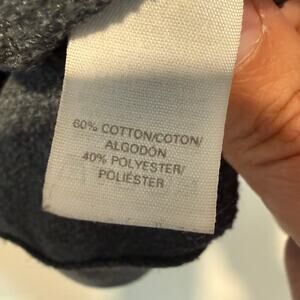 60% COTTON/COTON/
ALGODÓN
40% POLYESTER/
POLIÉSTER